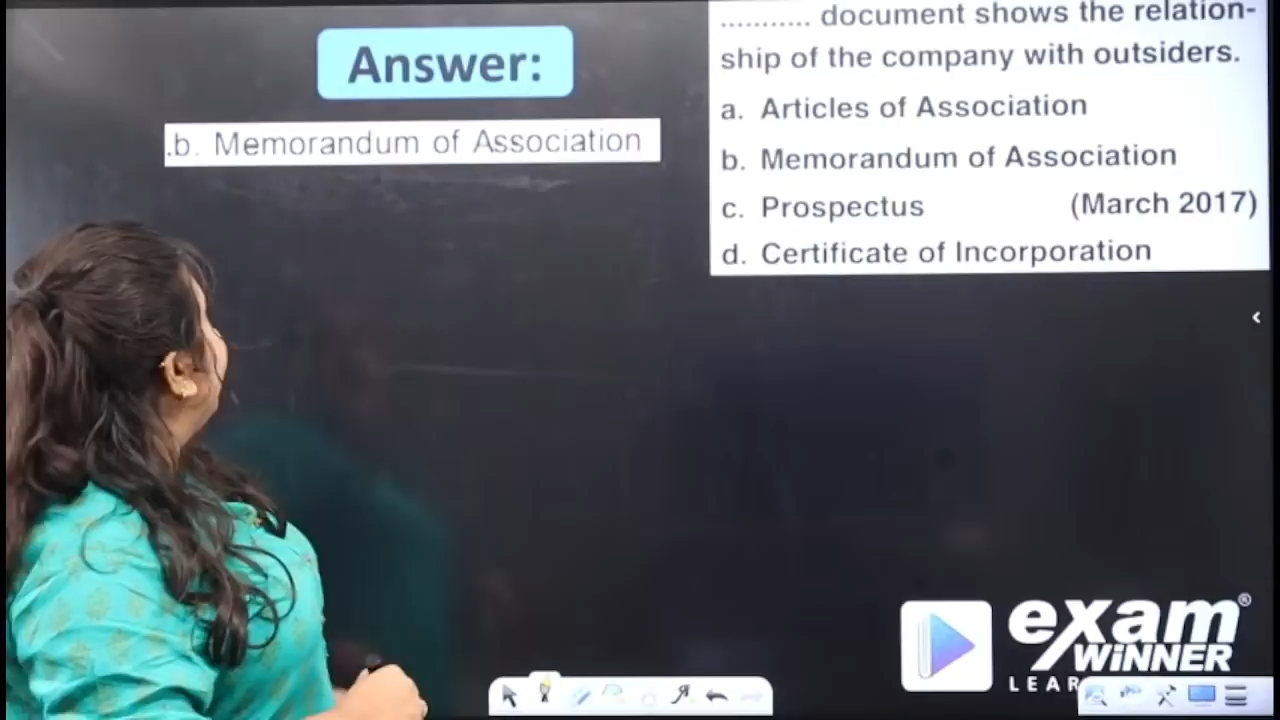 Answer:
.b. Memorandum of Association
........... document shows the relation-
ship of the company with outsiders.
a. Articles of Association
b. Memorandum of Association
c. Prospectus (March 2017)
d. Certificate of Incorporation
exam®
WiNNER
LEAR